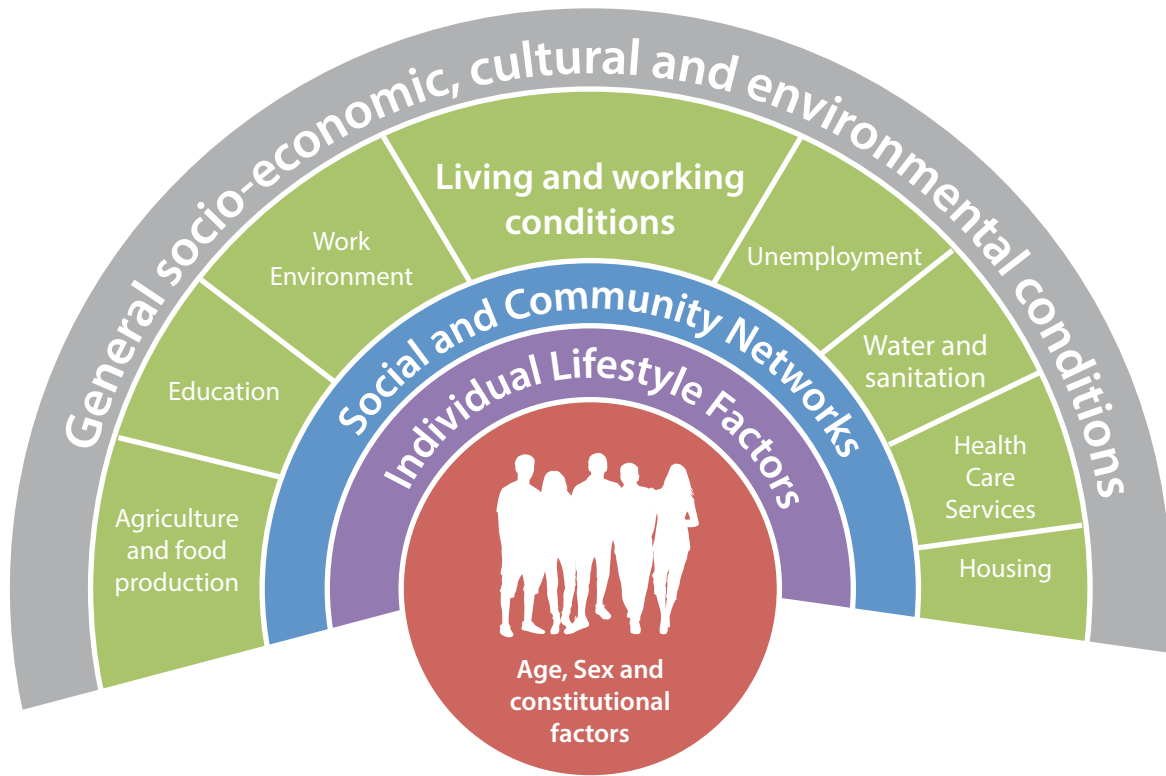 General socio-economic, cultural and environmental conditions
Living and working
conditions
Work
Environment
Unemployment
Education
Water and
sanitation
Agriculture
and food
production
Health
Care
Services
Housing
Social and Community Networks
Individual Lifestyle Factors
Age, Sex and
constitutional
factors